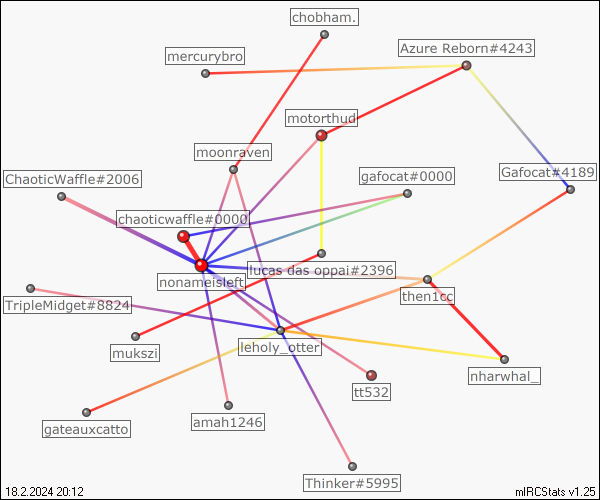 chobham.
mercurybro
Azure Reborn#4243
motorthud
moonraven
ChaoticWaffle#2006
gafocat#0000
Gafocat#4189
chaoticwaffle#0000
lucas das oppai#2396
nonameisleft
then1cc
TripleMidget#8824
mukszi
leholy_otter
nharwhal_
tt532
gateauxcatto
amah1246
Thinker#5995
18.2.2024 20:12
mIRCStats v1.25